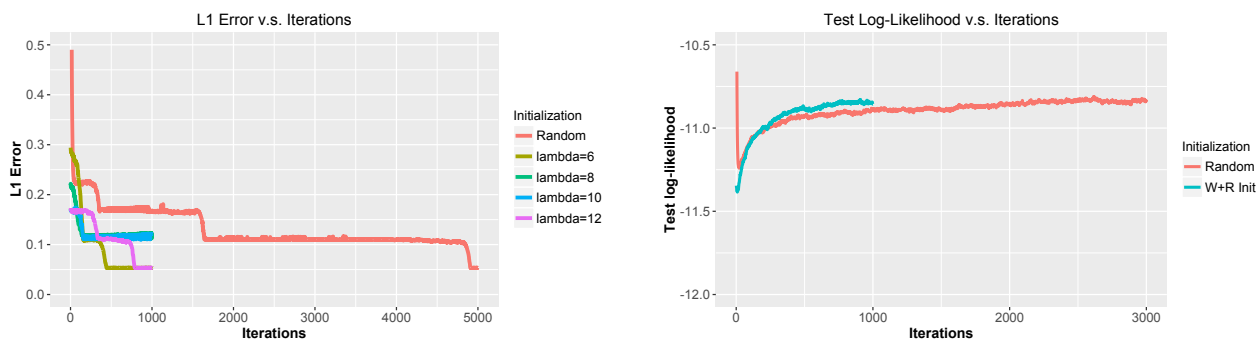 L1 Error v.s. Iterations
0.5
0.4
0.3
0.2
0.1
0.0
L1 Error
0
1000
2000
3000
4000
5000
Iterations
Initialization
Random
lambda=6
lambda=8
lambda=10
lambda=12
Test Log-Likelihood v.s. Iterations
-10.5
-11.0
-11.5
-12.0
Test log-likelihood
0
1000
2000
3000
Iterations
Initialization
Random
W+R Init